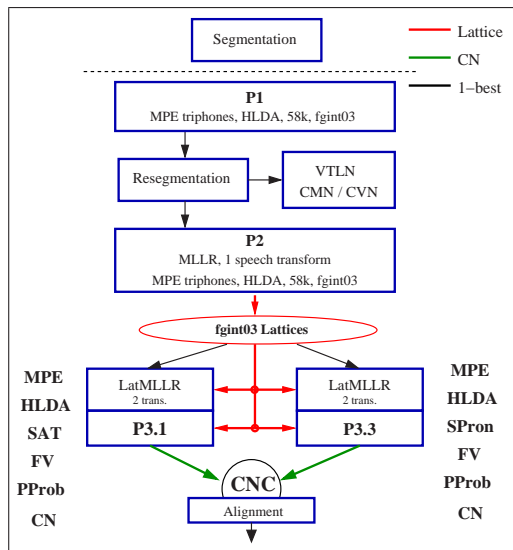 Segmentation
Lattice
CN
1-best
P1
MPE triphones, HLDA, 58k, fgint03
Resegmentation
VTLN
CMN / CVN
P2
MLLR, 1 speech transform
MPE triphones, HLDA, 58k, fgint03
fgint03 Lattices
MPE
HLDA
SAT
FV
PProb
CN
LatMLLR
2 trans.
P3.1
LatMLLR
2 trans.
P3.3
MPE
HLDA
SPron
FV
PProb
CN
CNC
Alignment